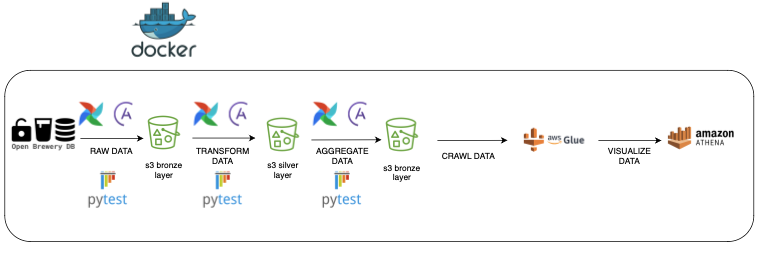 docker
Open Brewery DB
RAW DATA
pytest
s3 bronze
layer
TRANSFORM
DATA
pytest
s3 silver
layer
AGGREGATE
DATA
pytest
s3 bronze
layer
CRAWL DATA
aws Glue
VISUALIZE
DATA
amazon
ATHENA